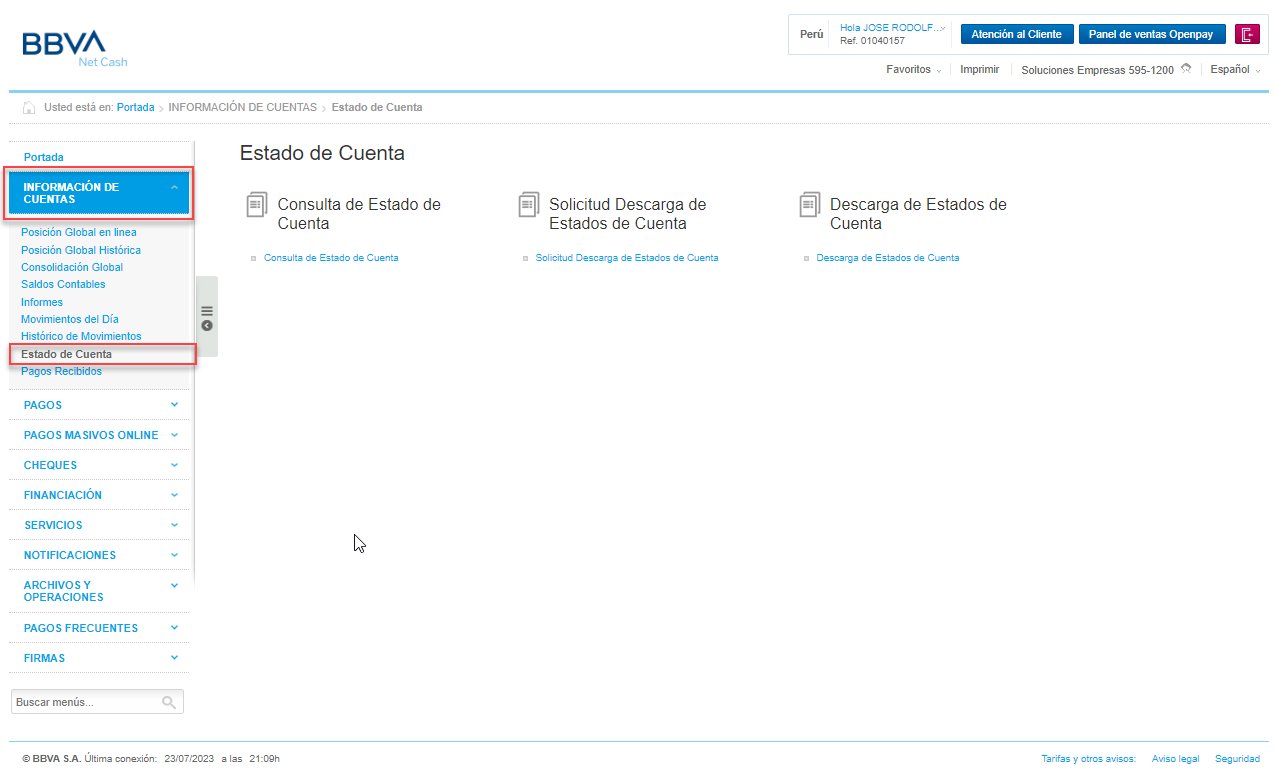 BBVA
Net Cash
Perú
Hola JOSE RODOLF...
Ref. 01040157
Atención al Cliente
Panel de ventas Openpay
Favoritos
Imprimir
Soluciones Empresas 595-1200
Español
Usted está en: Portada > INFORMACIÓN DE CUENTAS > Estado de Cuenta
Portada
INFORMACIÓN DE
CUENTAS
Posición Global en linea
Posición Global Histórica
Consolidación Global
Saldos Contables
Informes
Movimientos del Día
Histórico de Movimientos
Estado de Cuenta
Pagos Recibidos
PAGOS
PAGOS MASIVOS ONLINE
CHEQUES
FINANCIACIÓN
SERVICIOS
NOTIFICACIONES
ARCHIVOS Y
OPERACIONES
PAGOS FRECUENTES
FIRMAS
Buscar menús...
Estado de Cuenta
Consulta de Estado de
Cuenta
Consulta de Estado de Cuenta
Solicitud Descarga de
Estados de Cuenta
Solicitud Descarga de Estados de Cuenta
Descarga de Estados de
Cuenta
Descarga de Estados de Cuenta
© BBVA S.A. Última conexión: 23/07/2023 a las 21:09h
Tarifas y otros avisos:
Aviso legal
Seguridad